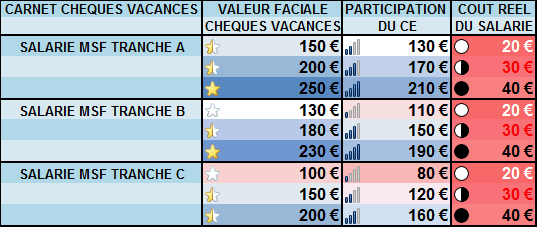 CARNET CHEQUES VACANCES VALEUR FACIALE PARTICIPATION COUT REEL
CHEQUES VACANCES DU CE DU SALARIE
SALARIE MSF TRANCHE A 150 € 130 € 20 €
200 € 170 € 30 €
250 € 210 € 40 €
SALARIE MSF TRANCHE B 130 € 110 € 20 €
180 € 150 € 30 €
230 € 190 € 40 €
SALARIE MSF TRANCHE C 100 € 80 € 20 €
150 € 120 € 30 €
200 € 160 € 40 €